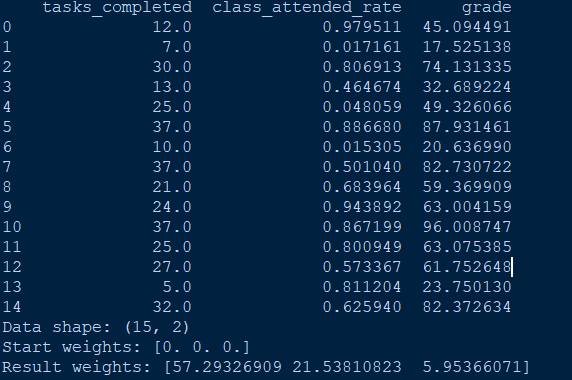 tasks_completed class_attended_rate grade
0 12.0 0.979511 45.094491
1 7.0 0.017161 17.525138
2 30.0 0.806913 74.131335
3 13.0 0.464674 32.689224
4 25.0 0.048059 49.326066
5 37.0 0.886680 87.931461
6 10.0 0.015305 20.636990
7 37.0 0.501040 82.730722
8 21.0 0.683964 59.369909
9 24.0 0.943892 63.004159
10 37.0 0.867199 96.008747
11 25.0 0.800949 63.075385
12 27.0 0.573367 61.752648
13 5.0 0.811204 23.750130
14 32.0 0.625940 82.372634
Data shape: (15, 2)
Start weights: [0. 0. 0.]
Result weights: [57.29326909 21.53810823 5.95366071]